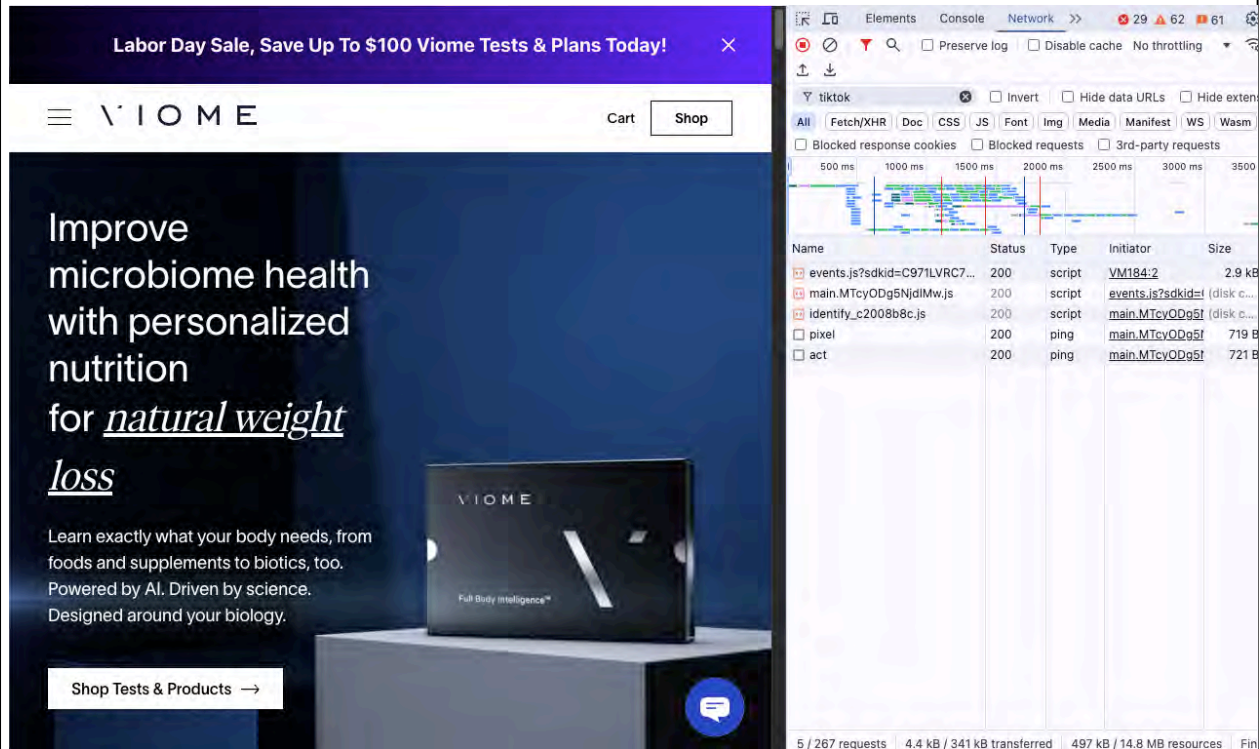 Labor Day Sale, Save Up To $100 Viome Tests & Plans Today!
VIOME
Cart
Shop
Improve
microbiome health
with personalized
nutrition
for natural weight
loss
Learn exactly what your body needs, from
foods and supplements to biotics, too.
Powered by AI. Driven by science.
Designed around your biology.
Shop Tests & Products →
VIOME
Full Body Intelligence™
Elements Console Network 29 62 61
Preserve log Disable cache No throttling
tiktok Invert Hide data URLs Hide exten
All Fetch/XHR Doc CSS JS Font Img Media Manifest WS Wasm
Blocked response cookies Blocked requests 3rd-party requests
500 ms 1000 ms 1500 ms 2000 ms 2500 ms 3000 ms 3500
Name Status Type Initiator Size
events.js?sdkid=C971LVRC7... 200 script VM184:2 2.9 kB
main.MTcyODg5NjdlMw.js 200 script events.js?sdkid= (disk c...
identify_c2008b8c.js 200 script main.MTcyODg5 (disk c...
pixel 200 ping main.MTcyODg5 719 B
act 200 ping main.MTcyODg5 721 B
5 / 267 requests 4.4 kB / 341 kB transferred 497 kB / 14.8 MB resources Fin